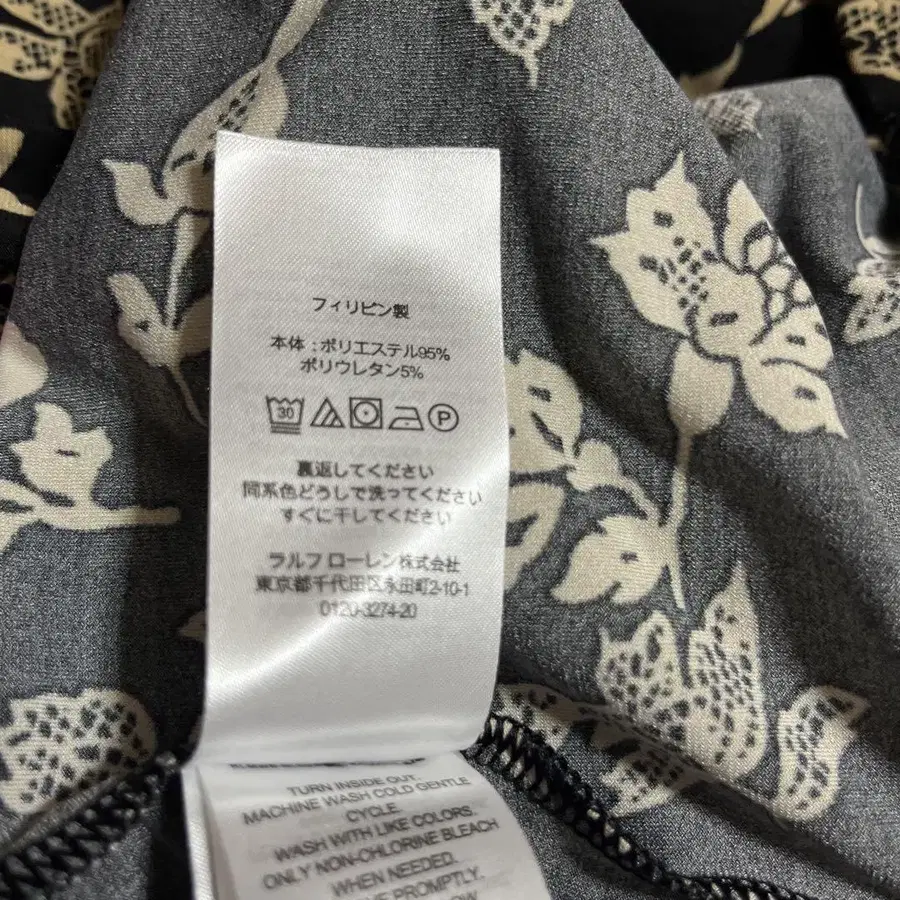 フィリピン製
本体：ポリエステル95%
ポリウレタン5%
30 P
裏返してください
同系色どうしで洗ってください
すぐに干してください
ラルフ ローレン株式会社
東京都千代田区永田町2-10-1
0120-3274-20
TURN INSIDE OUT.
MACHINE WASH COLD GENTLE
CYCLE.
WASH WITH LIKE COLORS.
ONLY NON-CHLORINE BLEACH
WHEN NEEDED.
PROMPTLY.